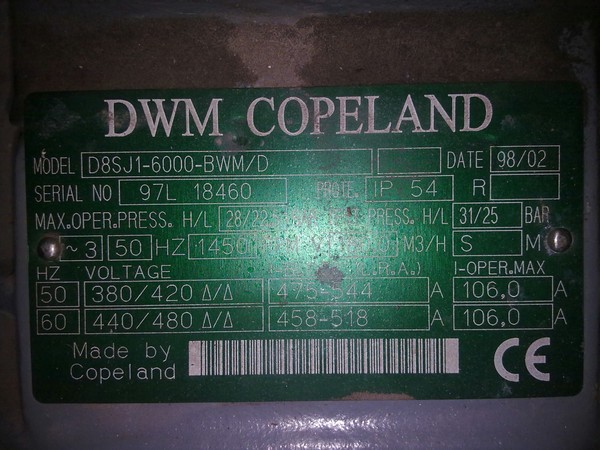 DWM COPELAND
MODEL D8SJ1-6000-BWM/D DATE 98/02
SERIAL NO 97L 18460 PROTE. IP 54 R
MAX.OPER.PRESS. H/L 28/22 PRESS. H/L 31/25 BAR
~ 3 50 HZ 1450 M3/H S M
HZ VOLTAGE I-OPER.MAX
50 380/420 Δ/Δ A 106,0 A
60 440/480 Δ/Δ 458-518 A 106,0 A
Made by
Copeland CE